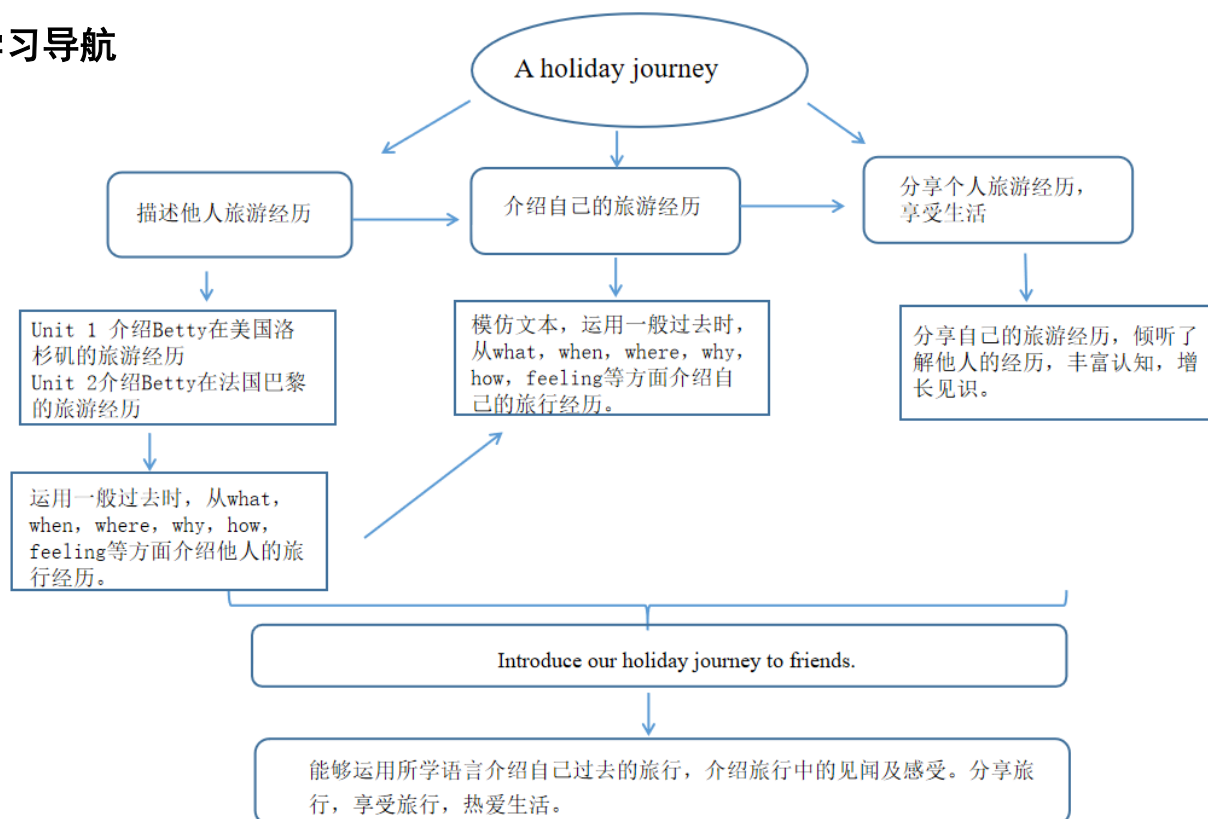 学习导航
A holiday journey
描述他人旅游经历
介绍自己的旅游经历
分享个人旅游经历，
享受生活
Unit 1 介绍Betty在美国洛
杉矶的旅游经历
Unit 2介绍Betty在法国巴黎
的旅游经历
模仿文本，运用一般过去时，
从what，when，where，why，
how，feeling等方面介绍自
己的旅行经历。
分享自己的旅游经历，倾听了
解他人的经历，丰富认知，增
长见识。
运用一般过去时，从what，
when，where，why，how，
feeling等方面介绍他人的旅
行经历。
Introduce our holiday journey to friends.
能够运用所学语言介绍自己过去的旅行，介绍旅行中的见闻及感受。分享旅
行，享受旅行，热爱生活。